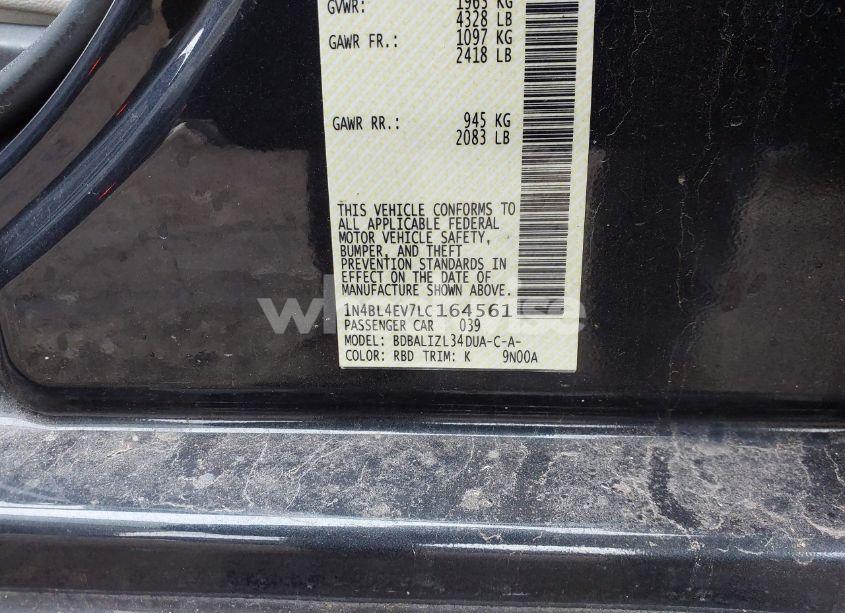 GVWR: 1963 KG
4328 LB
GAWR FR.: 1097 KG
2418 LB
GAWR RR.: 945 KG
2083 LB
THIS VEHICLE CONFORMS TO
ALL APPLICABLE FEDERAL
MOTOR VEHICLE SAFETY,
BUMPER, AND THEFT
PREVENTION STANDARDS IN
EFFECT ON THE DATE OF
MANUFACTURE SHOWN ABOVE.
1N4BL4EV7LC164561
PASSENGER CAR 039
MODEL: BDBALIZL34DUA-C-A-
COLOR: RBD TRIM: K 9N00A